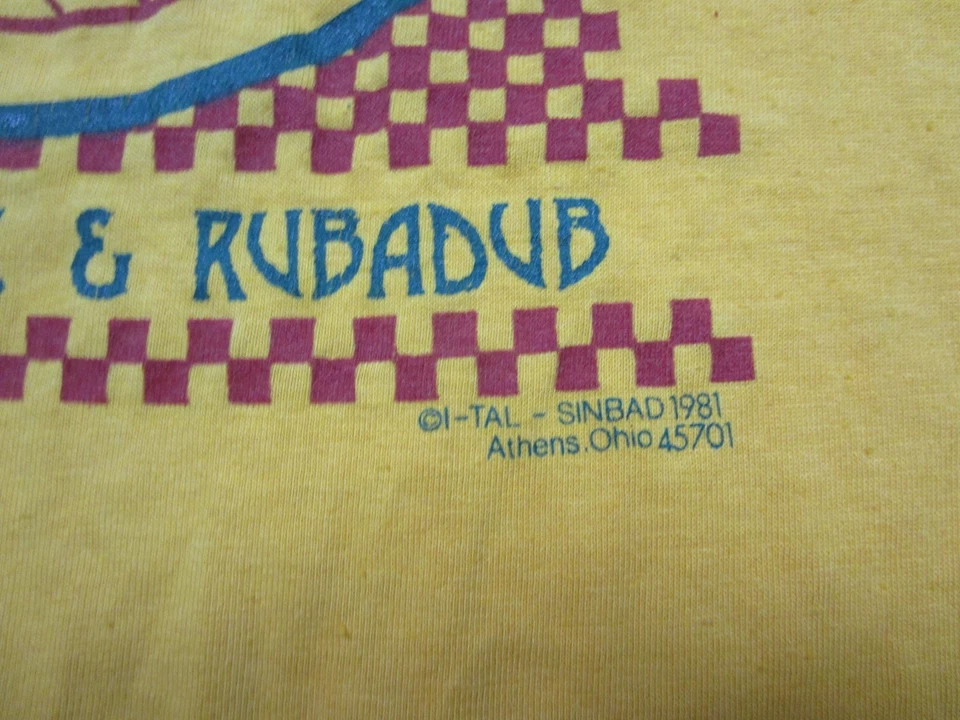 & RUBADUB
©I-TAL - SINBAD 1981
Athens, Ohio 45701